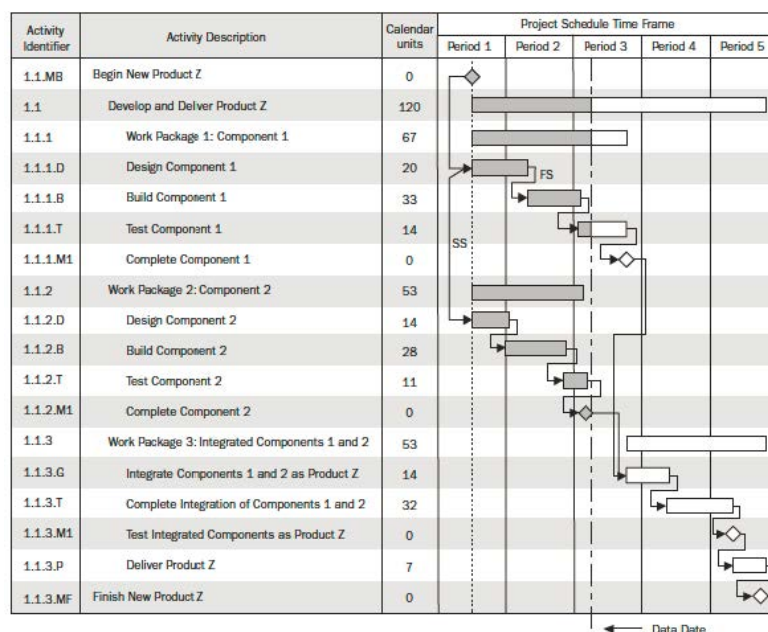 Activity Identifier Activity Description Calendar units Project Schedule Time Frame
Period 1 Period 2 Period 3 Period 4 Period 5
1.1.MB Begin New Product Z 0
1.1 Develop and Deliver Product Z 120
1.1.1 Work Package 1: Component 1 67
1.1.1.D Design Component 1 20
FS
1.1.1.B Build Component 1 33
1.1.1.T Test Component 1 14
SS
1.1.1.M1 Complete Component 1 0
1.1.2 Work Package 2: Component 2 53
1.1.2.D Design Component 2 14
1.1.2.B Build Component 2 28
1.1.2.T Test Component 2 11
1.1.2.M1 Complete Component 2 0
1.1.3 Work Package 3: Integrated Components 1 and 2 53
1.1.3.G Integrate Components 1 and 2 as Product Z 14
1.1.3.T Complete Integration of Components 1 and 2 32
1.1.3.M1 Test Integrated Components as Product Z 0
1.1.3.P Deliver Product Z 7
1.1.3.MF Finish New Product Z 0
Data Date